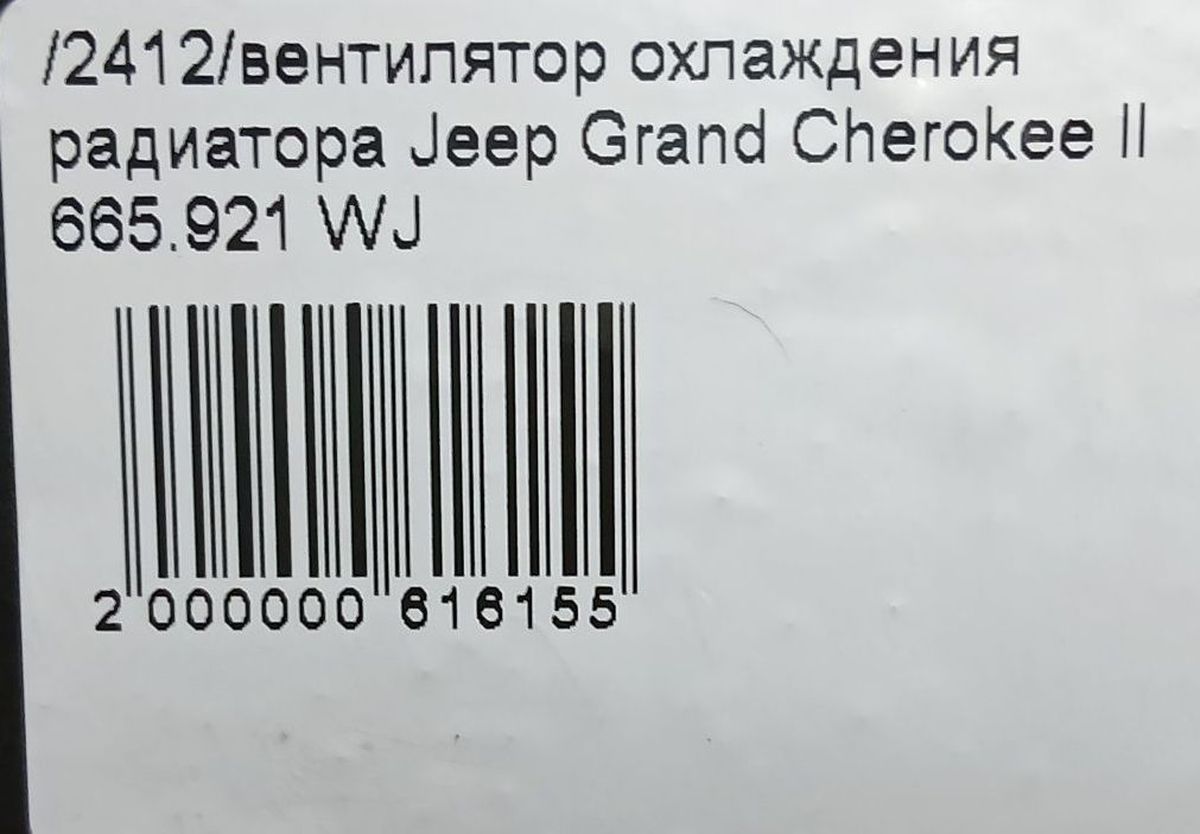 /2412/вентилятор охлаждения
радиатора Jeep Grand Cherokee II
665.921 WJ
2 000000 616155